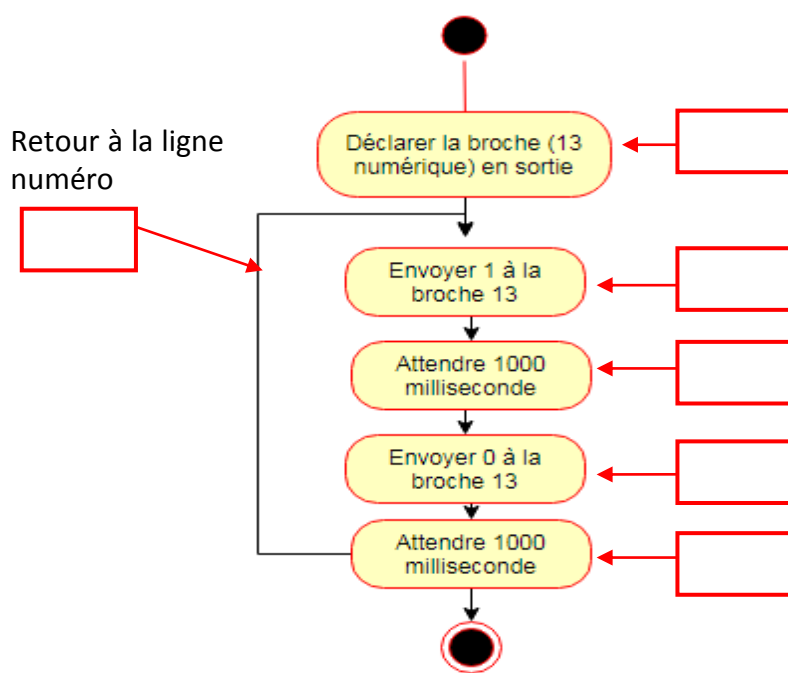 Déclarer la broche (13
numérique) en sortie
Retour à la ligne
numéro
Envoyer 1 à la
broche 13
Attendre 1000
milliseconde
Envoyer 0 à la
broche 13
Attendre 1000
milliseconde